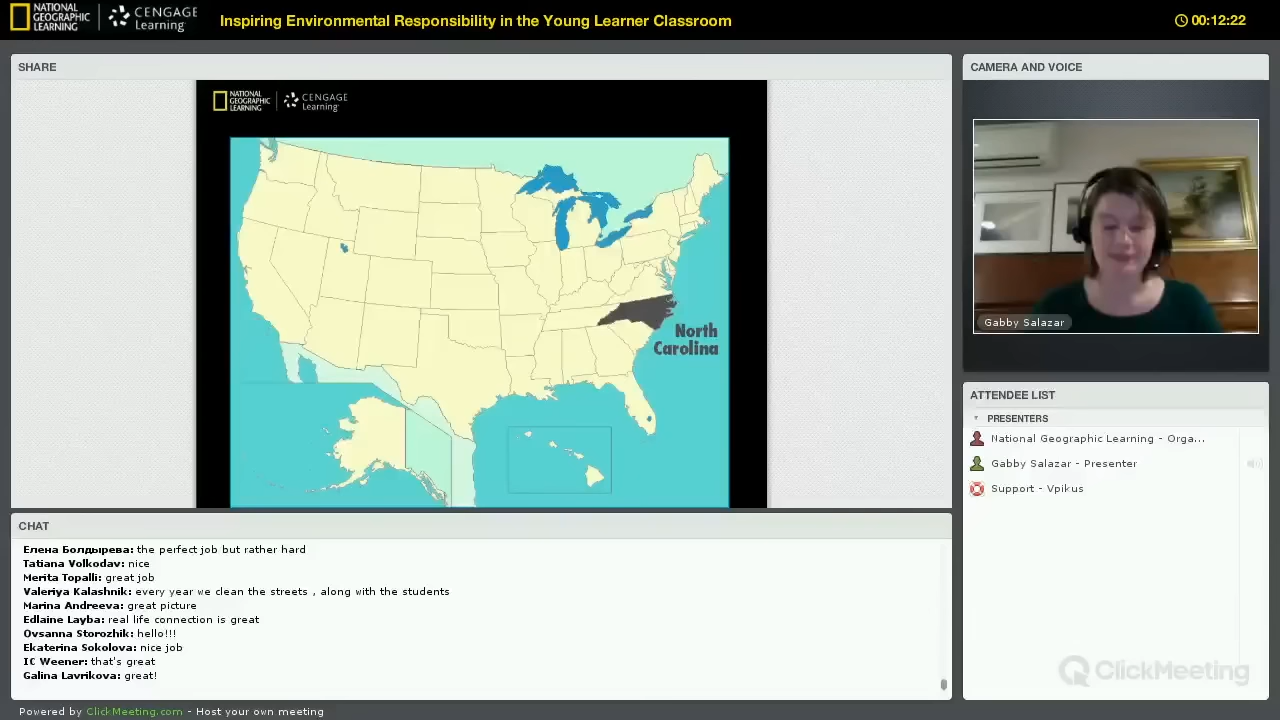 NATIONAL
GEOGRAPHIC
LEARNING
CENGAGE
Learning
Inspiring Environmental Responsibility in the Young Learner Classroom
00:12:22
SHARE
NATIONAL
GEOGRAPHIC
LEARNING
CENGAGE
Learning
North
Carolina
CAMERA AND VOICE
Gabby Salazar
ATTENDEE LIST
PRESENTERS
National Geographic Learning - Orga...
Gabby Salazar - Presenter
Support - Vpikus
CHAT
Елена Болдырева: the perfect job but rather hard
Tatiana Volkodav: nice
Merita Topalli: great job
Valeriya Kalashnik: every year we clean the streets , along with the students
Marina Andreeva: great picture
Edlaine Layba: real life connection is great
Ovsanna Storozhik: hello!!!
Ekaterina Sokolova: nice job
IC Weener: that's great
Galina Lavrikova: great!
ClickMeeting
Powered by ClickMeeting.com - Host your own meeting